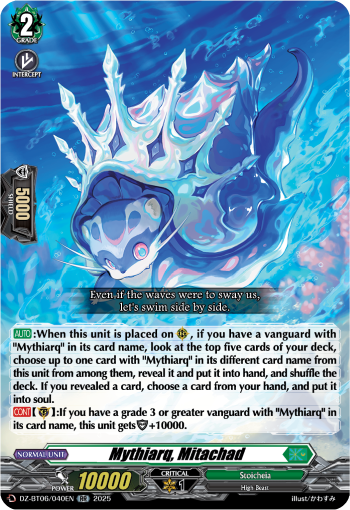 2
GRADE
INTERCEPT
5000
SHIELD
Even if the waves were to sway us,
let's swim side by side.
AUTO:When this unit is placed on RC, if you have a vanguard with
"Mythiarq" in its card name, look at the top five cards of your deck,
choose up to one card with "Mythiarq" in its different card name from
this unit from among them, reveal it and put it into hand, and shuffle the
deck. If you revealed a card, choose a card from your hand, and put it
into soul.
CONT【GC】:If you have a grade 3 or greater vanguard with "Mythiarq" in
its card name, this unit gets +10000.
NORMAL UNIT
Mythiarq, Mitachad
POWER
10000
CRITICAL
1
Stoicheia
High Beast
DZ-BT06/040EN RR 2025
illust/かわすみ